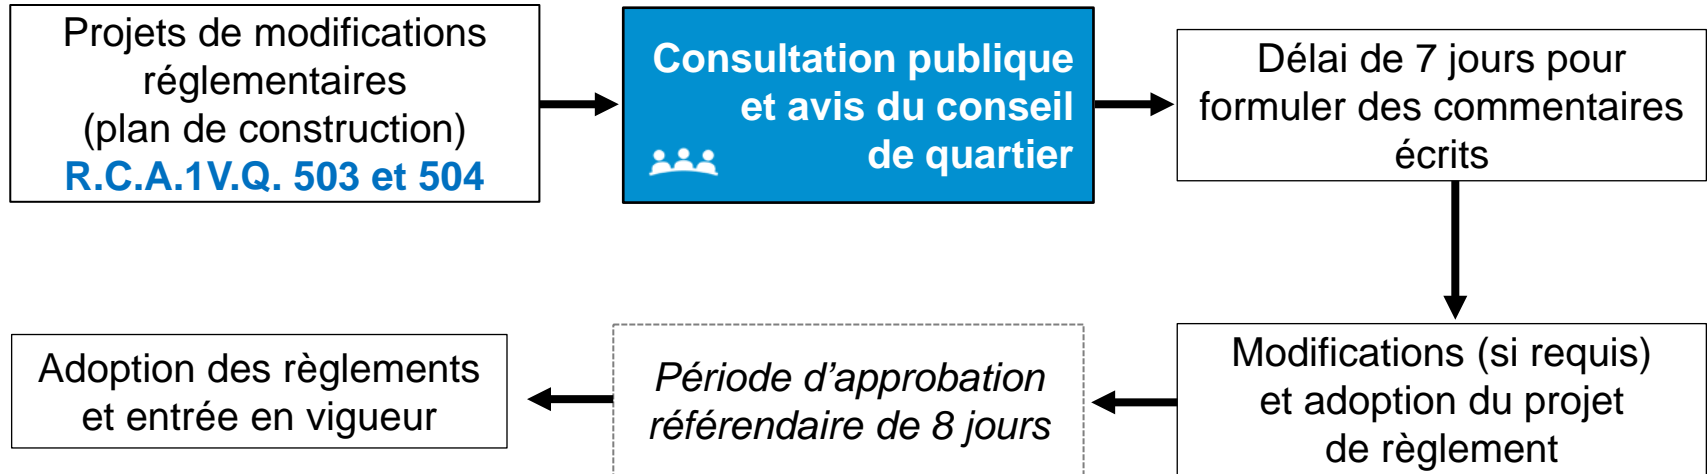 Projets de modifications
réglementaires
(plan de construction)
R.C.A.1V.Q. 503 et 504
Consultation publique
et avis du conseil
de quartier
Délai de 7 jours pour
formuler des commentaires
écrits
Modifications (si requis)
et adoption du projet
de règlement
Période d’approbation
référendaire de 8 jours
Adoption des règlements
et entrée en vigueur